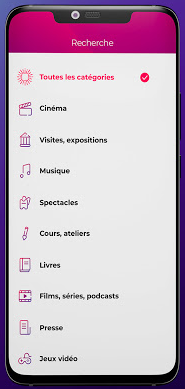 Recherche
Toutes les catégories
Cinéma
Visites, expositions
Musique
Spectacles
Cours, ateliers
Livres
Films, séries, podcasts
Presse
Jeux vidéo